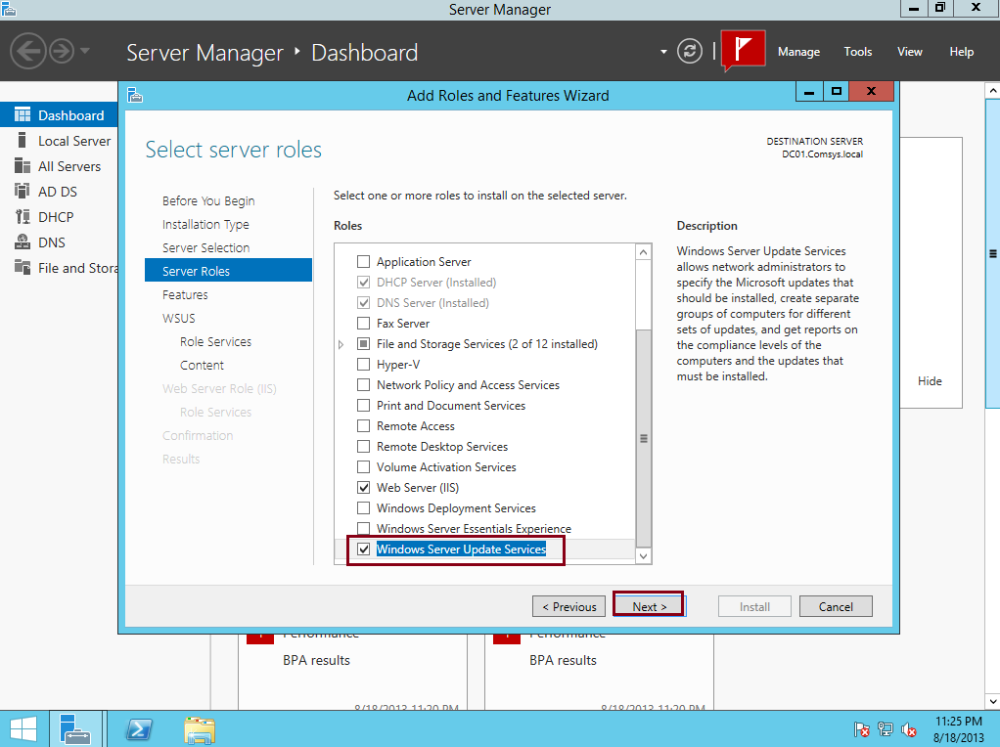 Server Manager
Server Manager
Dashboard
Manage
Tools
View
Help
Dashboard
Local Server
All Servers
AD DS
DHCP
DNS
File and Stora
Add Roles and Features Wizard
Select server roles
DESTINATION SERVER
DC01.Comsys.local
Before You Begin
Installation Type
Server Selection
Server Roles
Features
WSUS
Role Services
Content
Web Server Role (IIS)
Role Services
Confirmation
Results
Select one or more roles to install on the selected server.
Roles
Application Server
DHCP Server (Installed)
DNS Server (Installed)
Fax Server
File and Storage Services (2 of 12 installed)
Hyper-V
Network Policy and Access Services
Print and Document Services
Remote Access
Remote Desktop Services
Volume Activation Services
Web Server (IIS)
Windows Deployment Services
Windows Server Essentials Experience
Windows Server Update Services
Description
Windows Server Update Services
allows network administrators to
specify the Microsoft updates that
should be installed, create separate
groups of computers for different
sets of updates, and get reports on
the compliance levels of the
computers and the updates that
must be installed.
Hide
< Previous
Next >
Install
Cancel
Performance
BPA results
8/18/2013 11:20 PM
Performance
BPA results
8/18/2013 11:20 PM
11:25 PM
8/18/2013